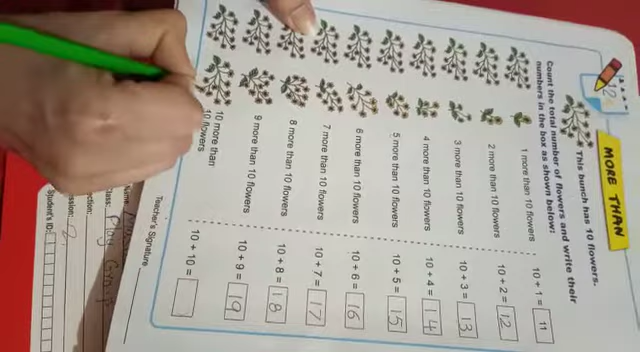 MORE THAN
This bunch has 10 flowers.
Count the total number of flowers and write their
numbers in the box as shown below:
1 more than 10 flowers 10 + 1 = 11
2 more than 10 flowers 10 + 2 = 12
3 more than 10 flowers 10 + 3 = 13
4 more than 10 flowers 10 + 4 = 14
5 more than 10 flowers 10 + 5 = 15
6 more than 10 flowers 10 + 6 = 16
7 more than 10 flowers 10 + 7 = 17
8 more than 10 flowers 10 + 8 = 18
9 more than 10 flowers 10 + 9 = 19
10 more than
10 flowers 10 + 10 =
Teacher's Signature
Name:
Class: Play Group
Student's ID: